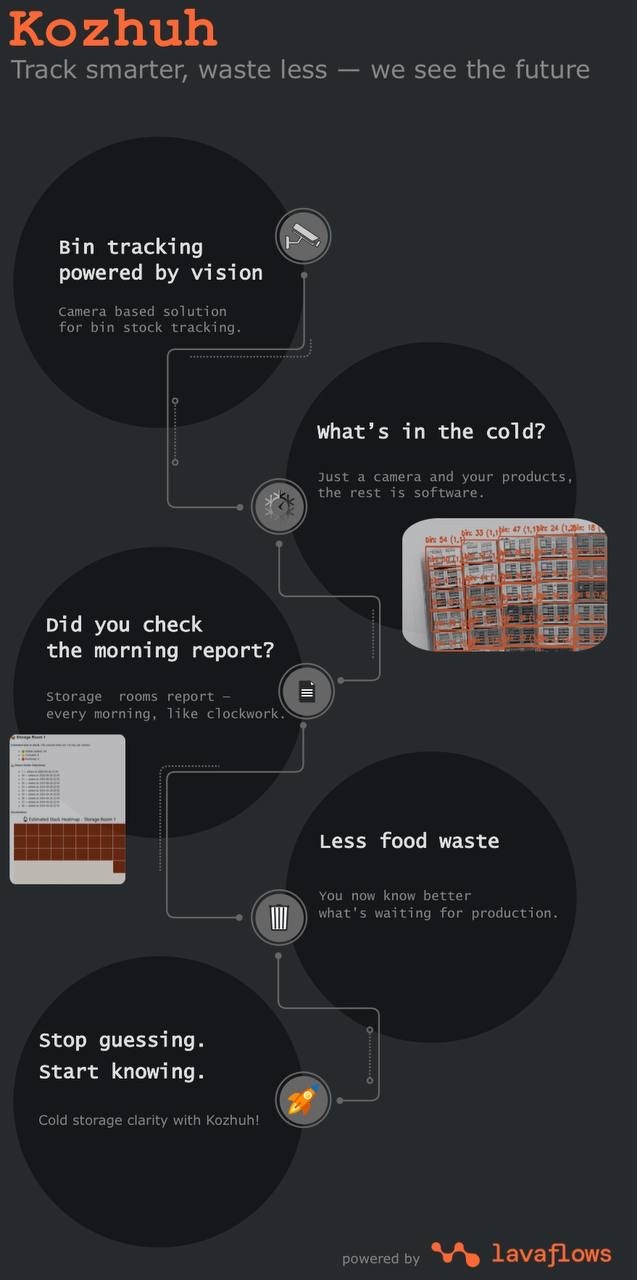 Kozhuh
Track smarter, waste less — we see the future
Bin tracking
powered by vision
Camera based solution
for bin stock tracking.
What's in the cold?
Just a camera and your products,
the rest is software.
Bin: 54 (1,1) Bin: 33 (1,1) Bin: 47 (1,1) Bin: 24 (1,2) Bin: 18
Did you check
the morning report?
Storage  rooms report —
every morning, like clockwork.
Storage Room 1
Estimated Stack Heatmap - Storage Room 1
Less food waste
You now know better
what's waiting for production.
Stop guessing.
Start knowing.
Cold storage clarity with Kozhuh!
powered by lavaflows